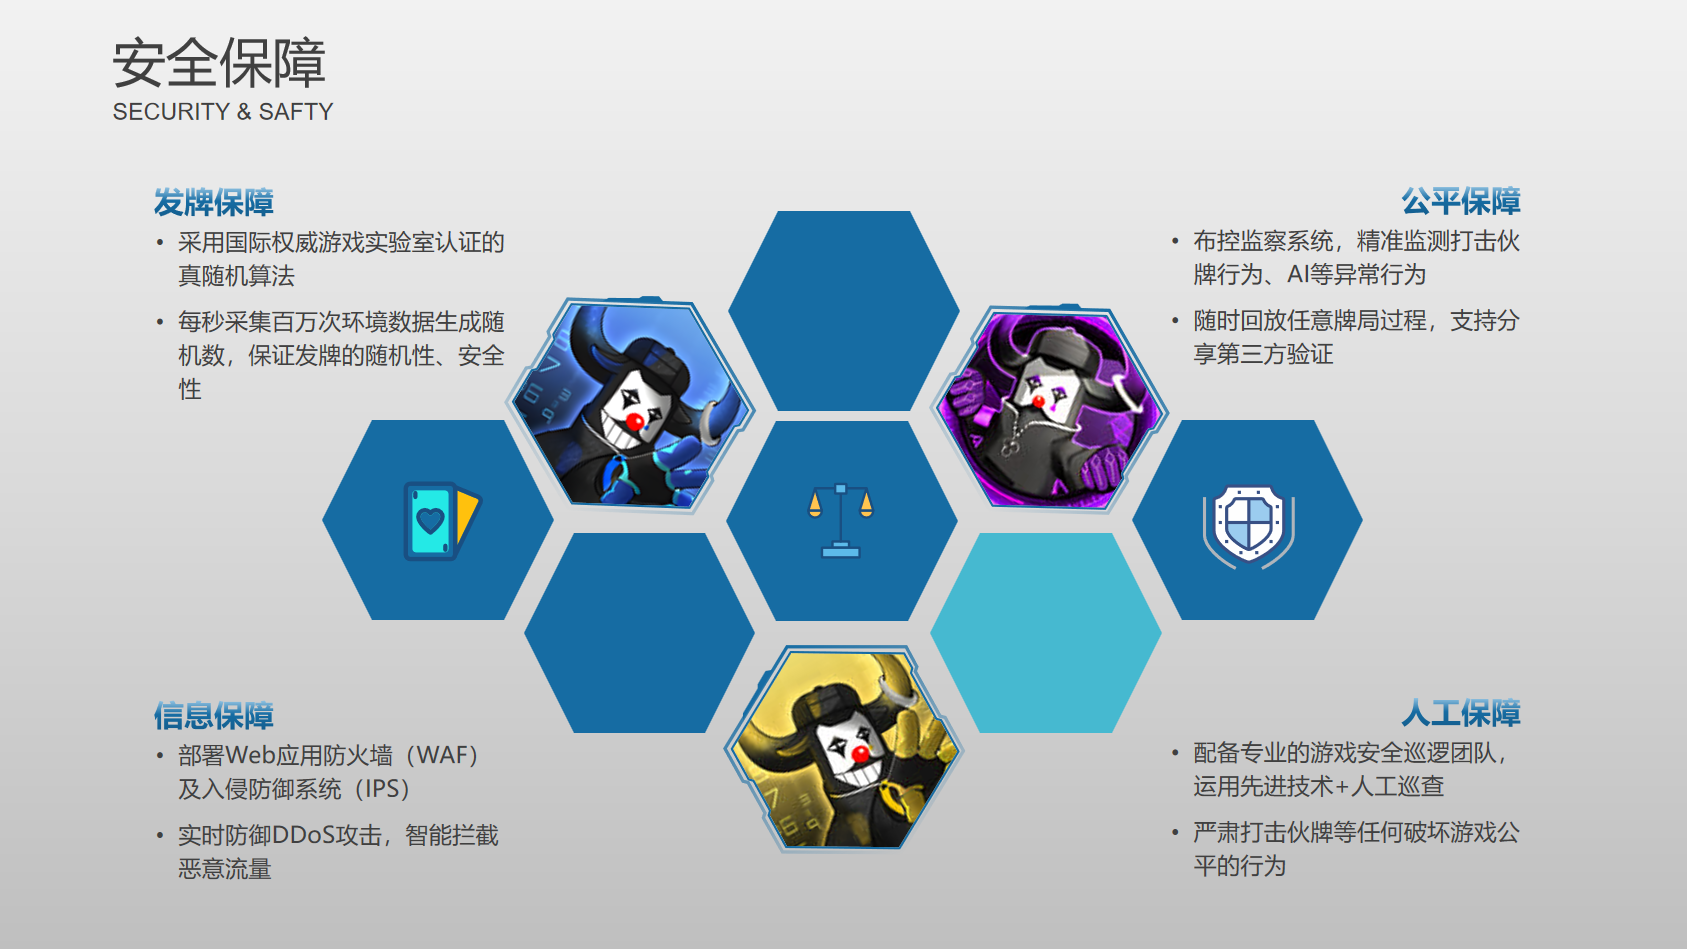 安全保障
SECURITY & SAFTY
发牌保障
• 采用国际权威游戏实验室认证的
真随机算法
• 每秒采集百万次环境数据生成随
机数，保证发牌的随机性、安全
性
公平保障
• 布控监察系统，精准监测打击伙
牌行为、AI等异常行为
• 随时回放任意牌局过程，支持分
享第三方验证
信息保障
• 部署Web应用防火墙（WAF）
及入侵防御系统（IPS）
• 实时防御DDoS攻击，智能拦截
恶意流量
人工保障
• 配备专业的游戏安全巡逻团队，
运用先进技术+人工巡查
• 严肃打击伙牌等任何破坏游戏公
平的行为